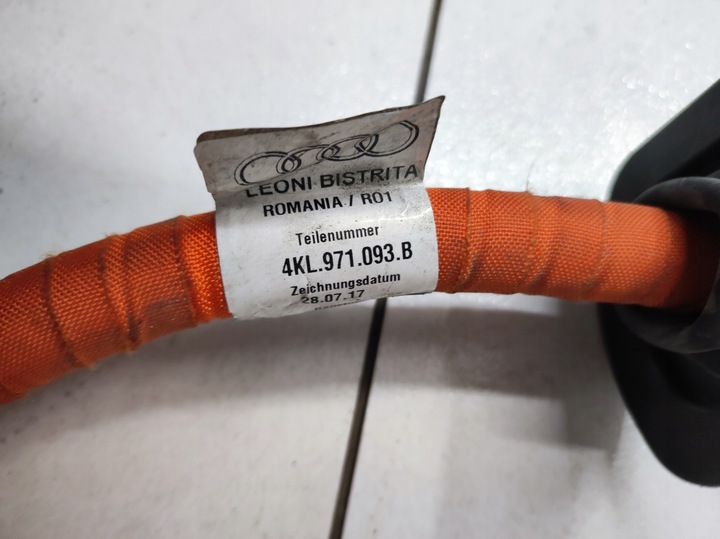 LEONI BISTRITA
ROMANIA / R01
Teilenummer
4KL.971.093.B
Zeichnungsdatum
28.07.17